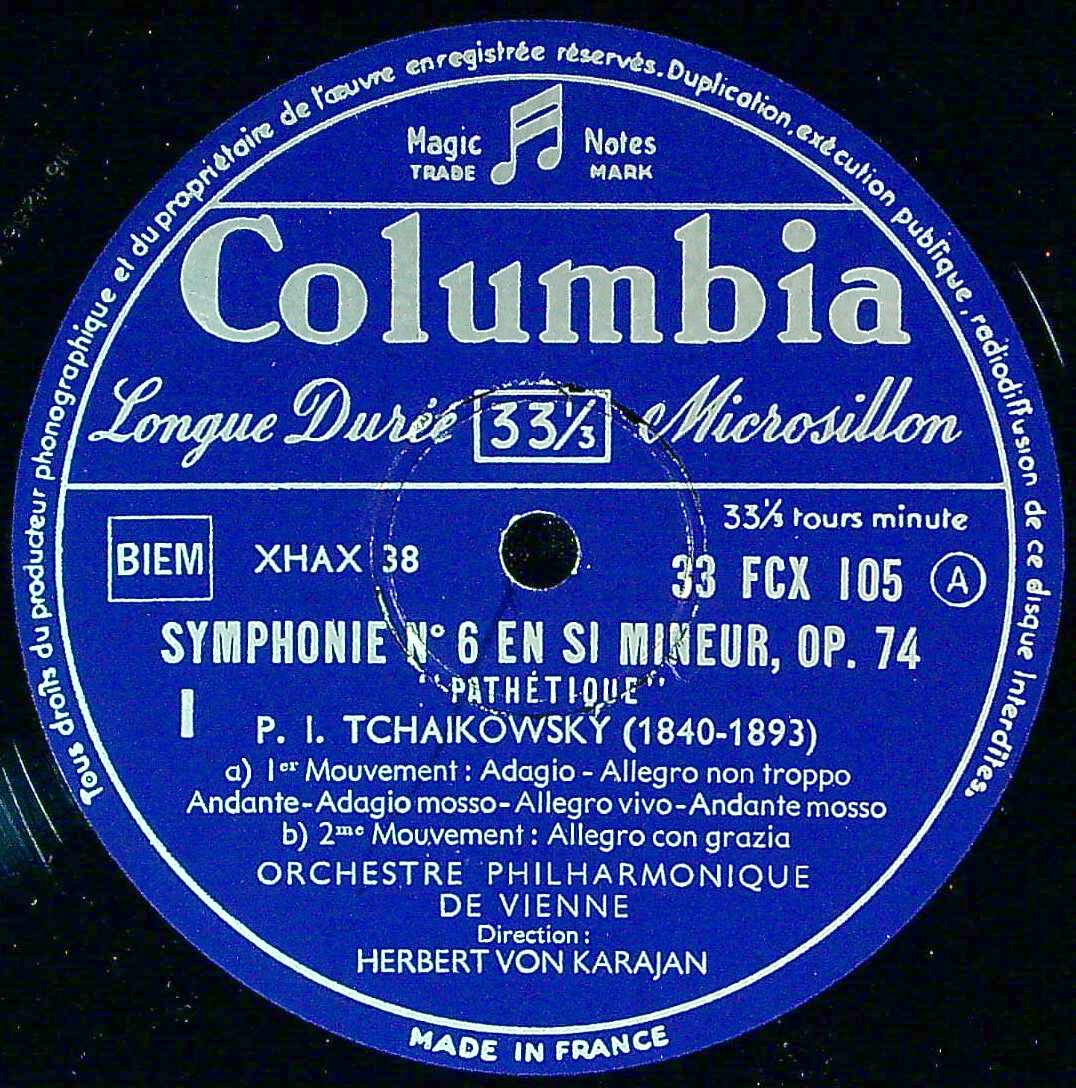 Tous droits du producteur phonographique et du propriétaire de l'œuvre enregistrée réservés. Duplication, exécution publique, radiodiffusion de ce disque interdites.
Magic Notes
TRADE MARK
Columbia
Longue Durée 33 1/3 Microsillon
33 1/3 tours minute
BIEM XHAX 38 33 FCX 105 A
SYMPHONIE N° 6 EN SI MINEUR, OP. 74
"PATHÉTIQUE"
I
P. I. TCHAIKOWSKY (1840-1893)
a) 1er Mouvement : Adagio - Allegro non troppo
Andante-Adagio mosso-Allegro vivo-Andante mosso
b) 2me Mouvement : Allegro con grazia
ORCHESTRE PHILHARMONIQUE
DE VIENNE
Direction :
HERBERT VON KARAJAN
MADE IN FRANCE